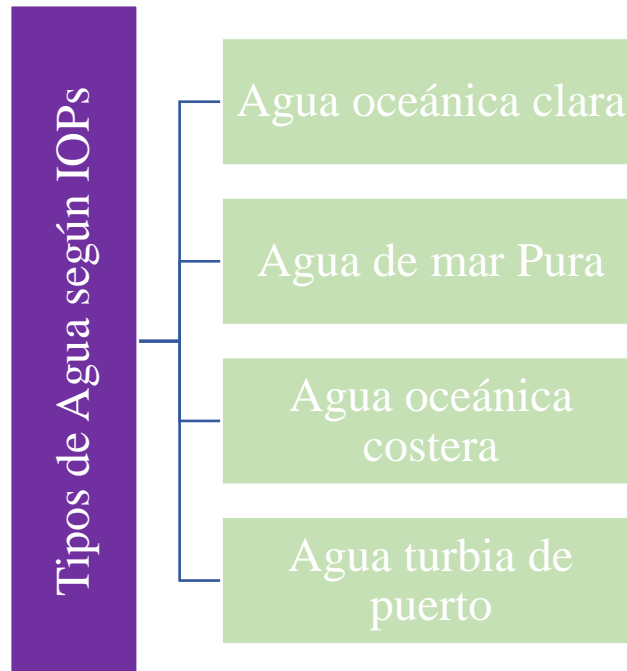 Tipos de Agua según IOPs
Agua oceánica clara
Agua de mar Pura
Agua oceánica
costera
Agua turbia de
puerto